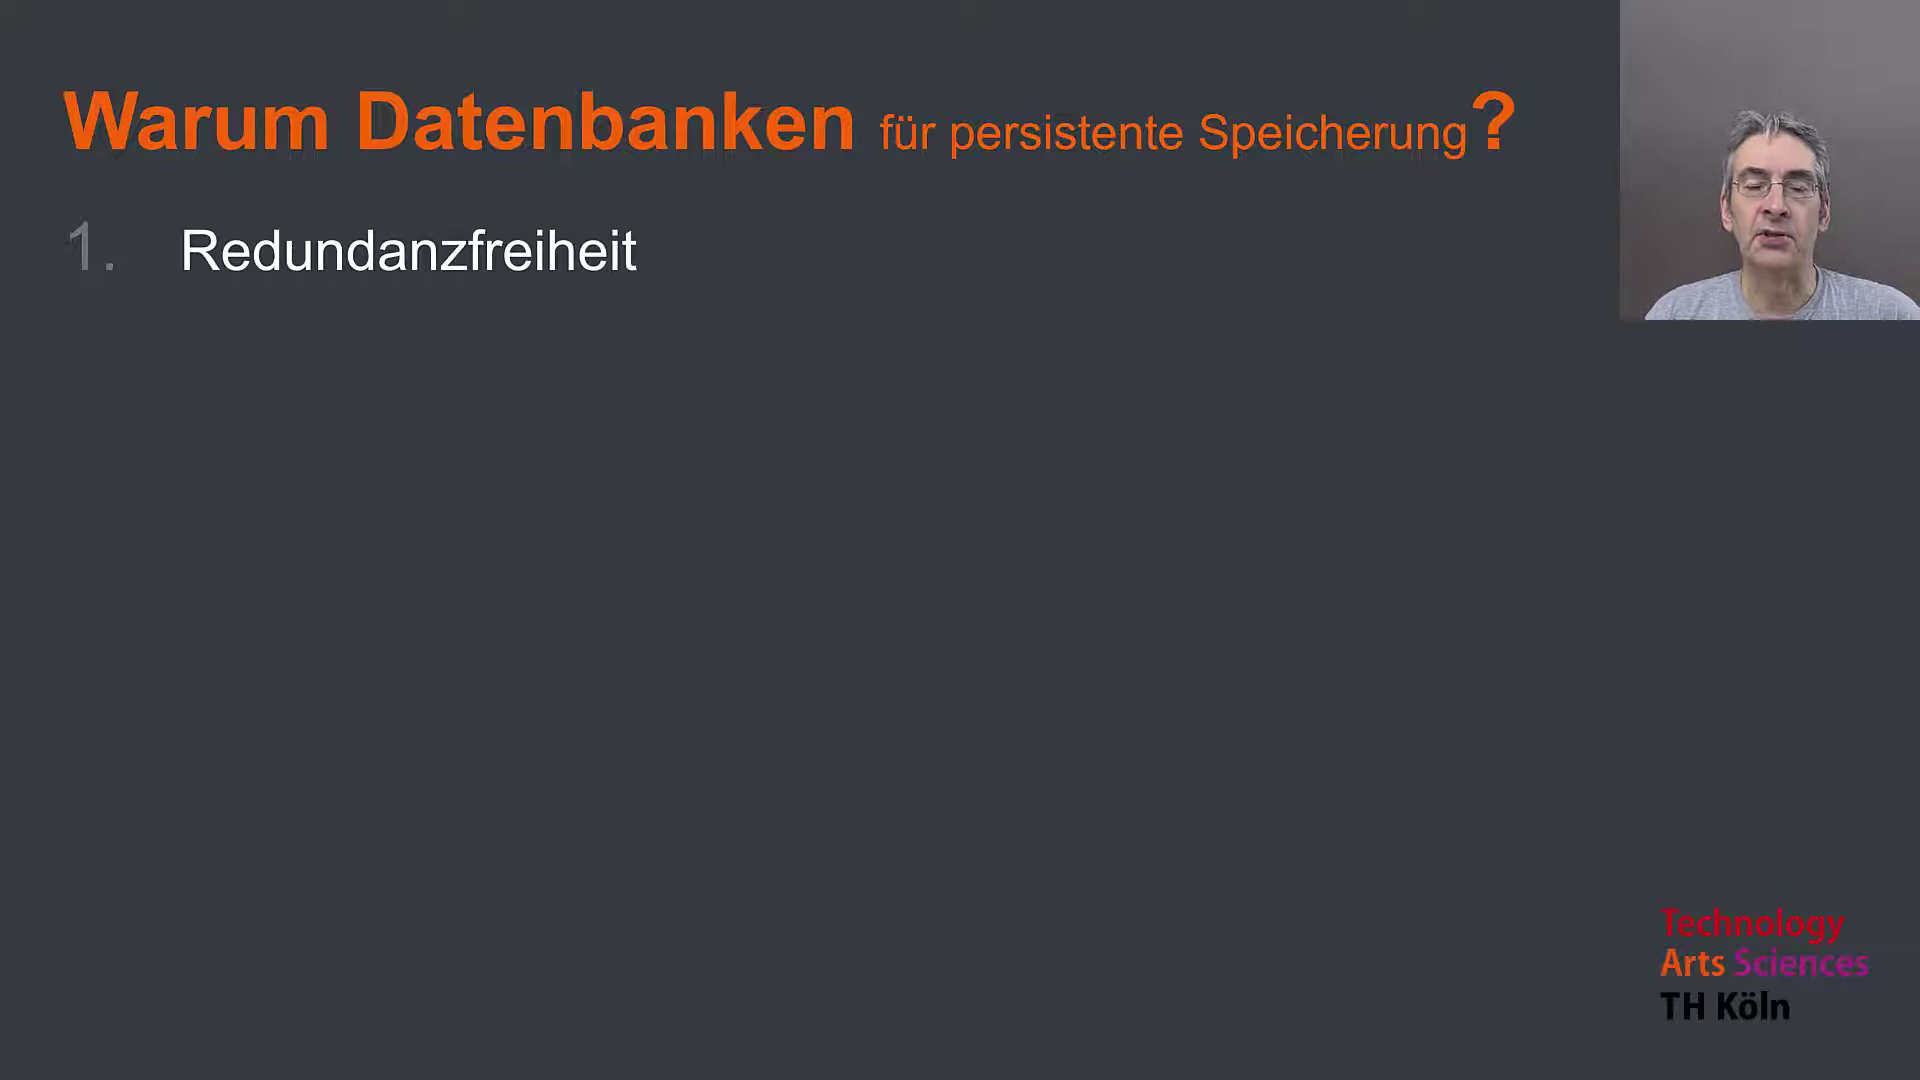 Warum Datenbanken für persistente Speicherung?
1. Redundanzfreiheit
Technology
Arts Sciences
TH Köln